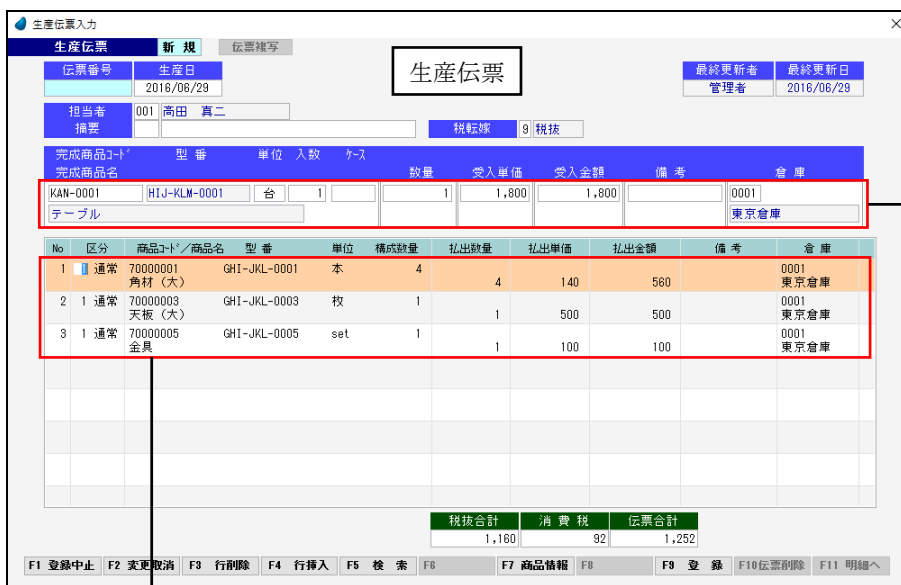 生産伝票入力
生産伝票 新規 伝票複写
生産伝票
伝票番号 生産日 最終更新者 最終更新日
2016/06/29 管理者 2016/06/29
担当者 001 高田 真二
摘要 税転嫁 9 税抜
完成商品ｺｰﾄﾞ 型番 単位 入数 ｹｰｽ
完成商品名 数量 受入単価 受入金額 備考 倉庫
KAN-0001 HIJ-KLM-0001 台 1 1 1,800 1,800 0001
テーブル 東京倉庫
No 区分 商品ｺｰﾄﾞ/商品名 型番 単位 構成数量 払出数量 払出単価 払出金額 備考 倉庫
1 1 通常 70000001 GHI-JKL-0001 本 4 0001
角材（大） 4 140 560 東京倉庫
2 1 通常 70000003 GHI-JKL-0003 枚 1 0001
天板（大） 1 500 500 東京倉庫
3 1 通常 70000005 GHI-JKL-0005 set 1 0001
金具 1 100 100 東京倉庫
税抜合計 消費税 伝票合計
1,160 92 1,252
F1 登録中止 F2 変更取消 F3 行削除 F4 行挿入 F5 検索 F6 F7 商品情報 F8 F9 登録 F10伝票削除 F11 明細へ